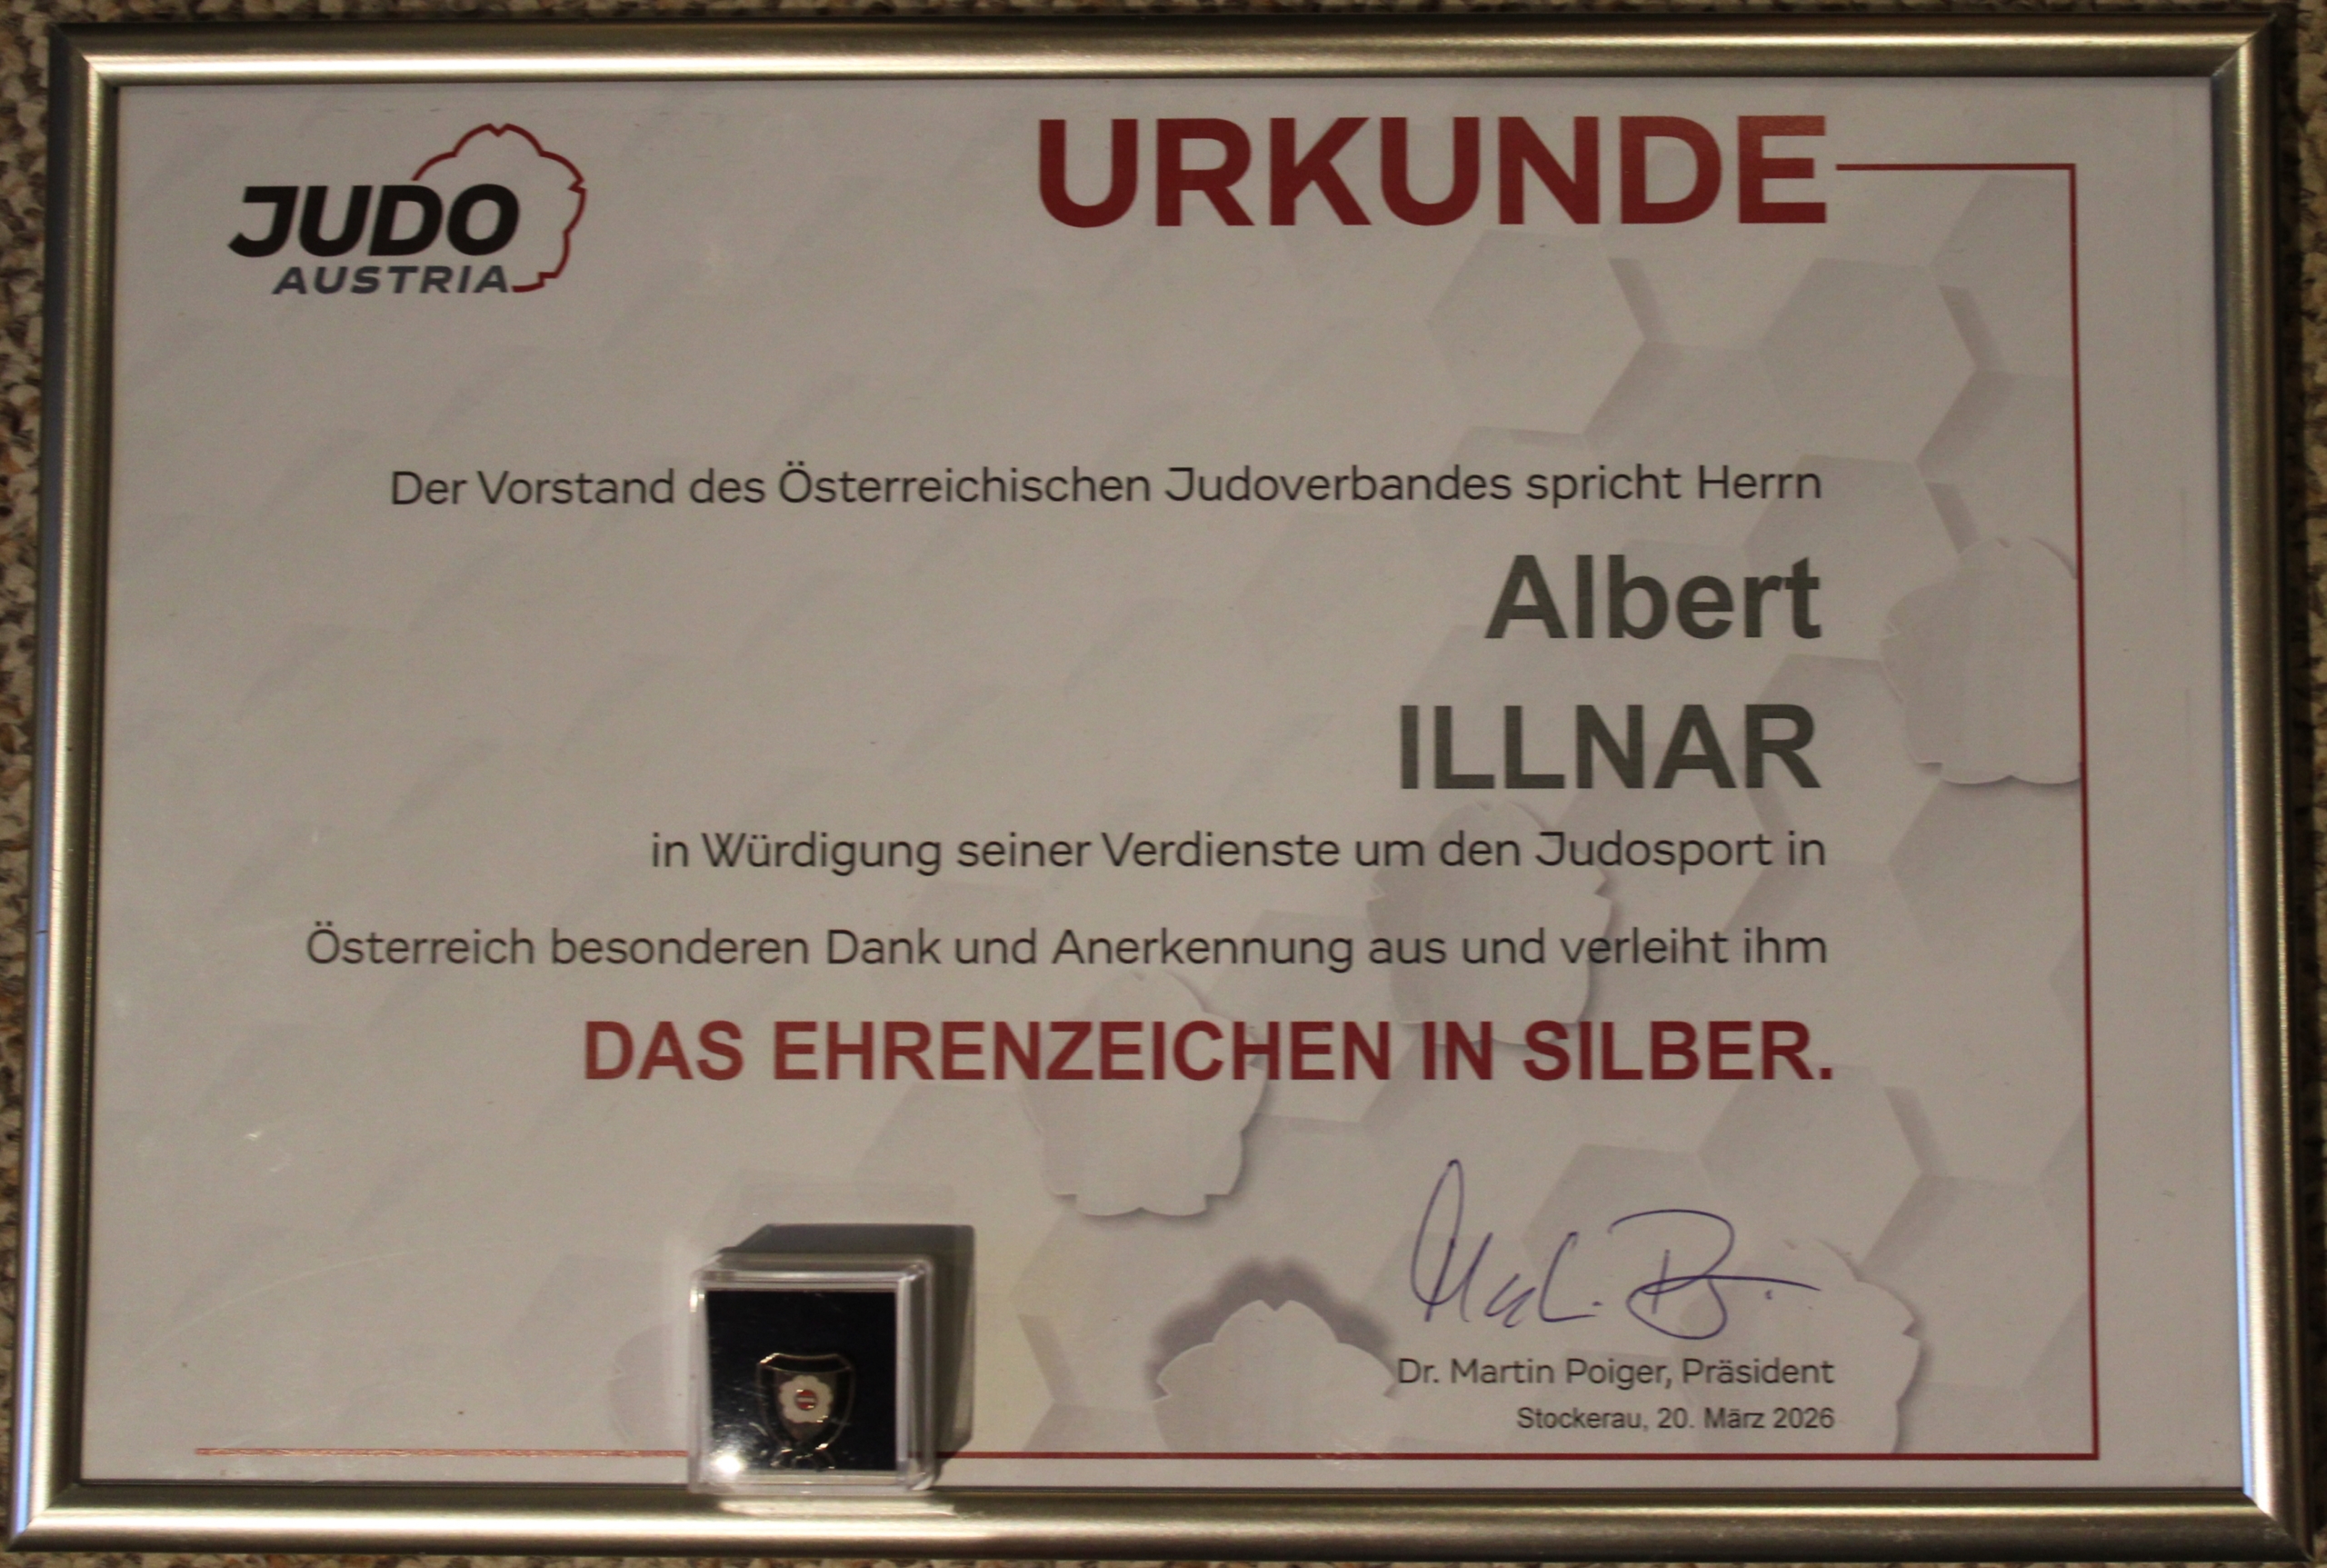 JUDO
AUSTRIA
URKUNDE
Der Vorstand des Österreichischen Judoverbandes spricht Herrn
Albert
ILLNAR
in Würdigung seiner Verdienste um den Judosport in
Österreich besonderen Dank und Anerkennung aus und verleiht ihm
DAS EHRENZEICHEN IN SILBER.
Dr. Martin Poiger, Präsident
Stockerau, 20. März 2026